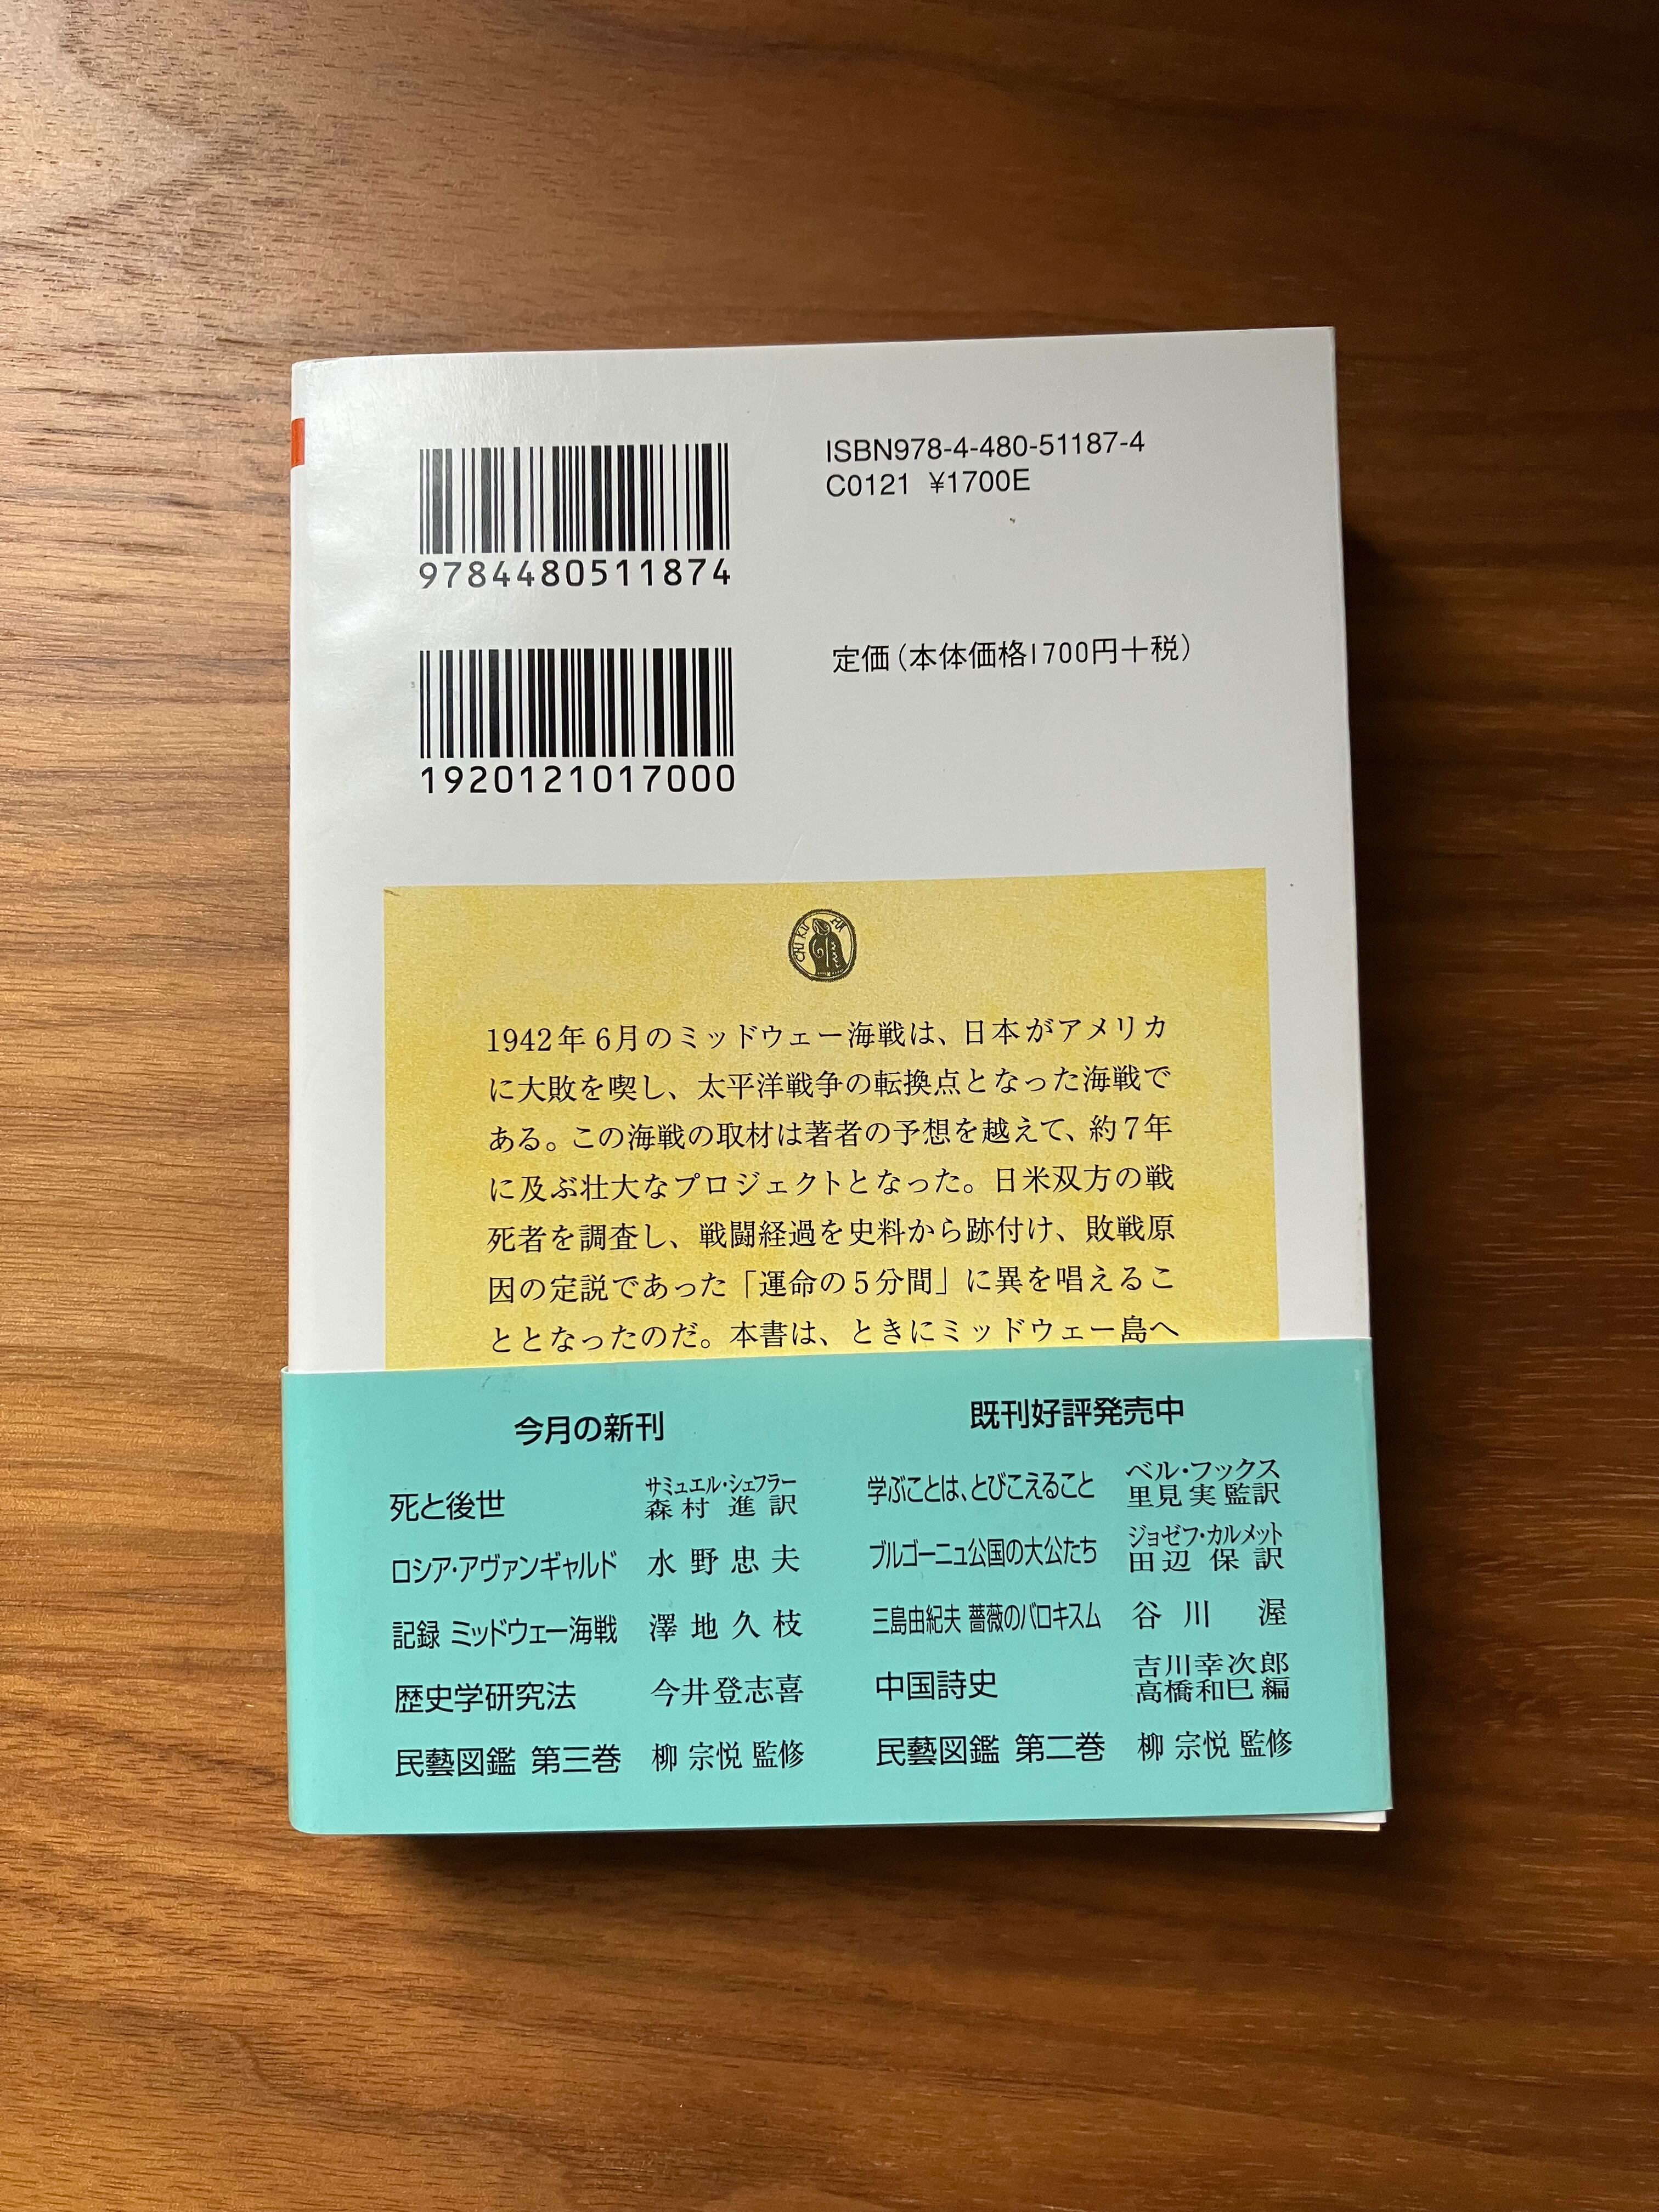 ISBN978-4-480-51187-4
C0121 ¥1700E
9784480511874
定価(本体価格1700円+税)
1920121017000
CHIKUMA
1942年6月のミッドウェー海戦は、日本がアメリカ
に大敗を喫し、太平洋戦争の転換点となった海戦で
ある。この海戦の取材は著者の予想を越えて、約7年
に及ぶ壮大なプロジェクトとなった。日米双方の戦
死者を調査し、戦闘経過を史料から跡付け、敗戦原
因の定説であった「運命の5分間」に異を唱えるこ
ととなったのだ。本書は、ときにミッドウェー島へ
今月の新刊
死と後世 サミュエル・シェフラー 森村進訳
ロシア・アヴァンギャルド 水野忠夫
記録 ミッドウェー海戦 澤地久枝
歴史学研究法 今井登志喜
民藝図鑑 第三巻 柳宗悦監修
既刊好評発売中
学ぶことは、とびこえること ベル・フックス 里見実監訳
ブルゴーニュ公国の大公たち ジョゼフ・カルメット 田辺保訳
三島由紀夫 薔薇のバロキスム 谷川渥
中国詩史 吉川幸次郎 高橋和巳編
民藝図鑑 第二巻 柳宗悦監修